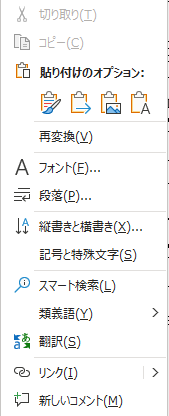 切り取り(T)
コピー(C)
貼り付けのオプション:
再変換(V)
フォント(F)...
段落(P)...
縦書きと横書き(X)...
記号と特殊文字(S)
スマート検索(L)
類義語(Y)
翻訳(S)
リンク(I)
新しいコメント(M)